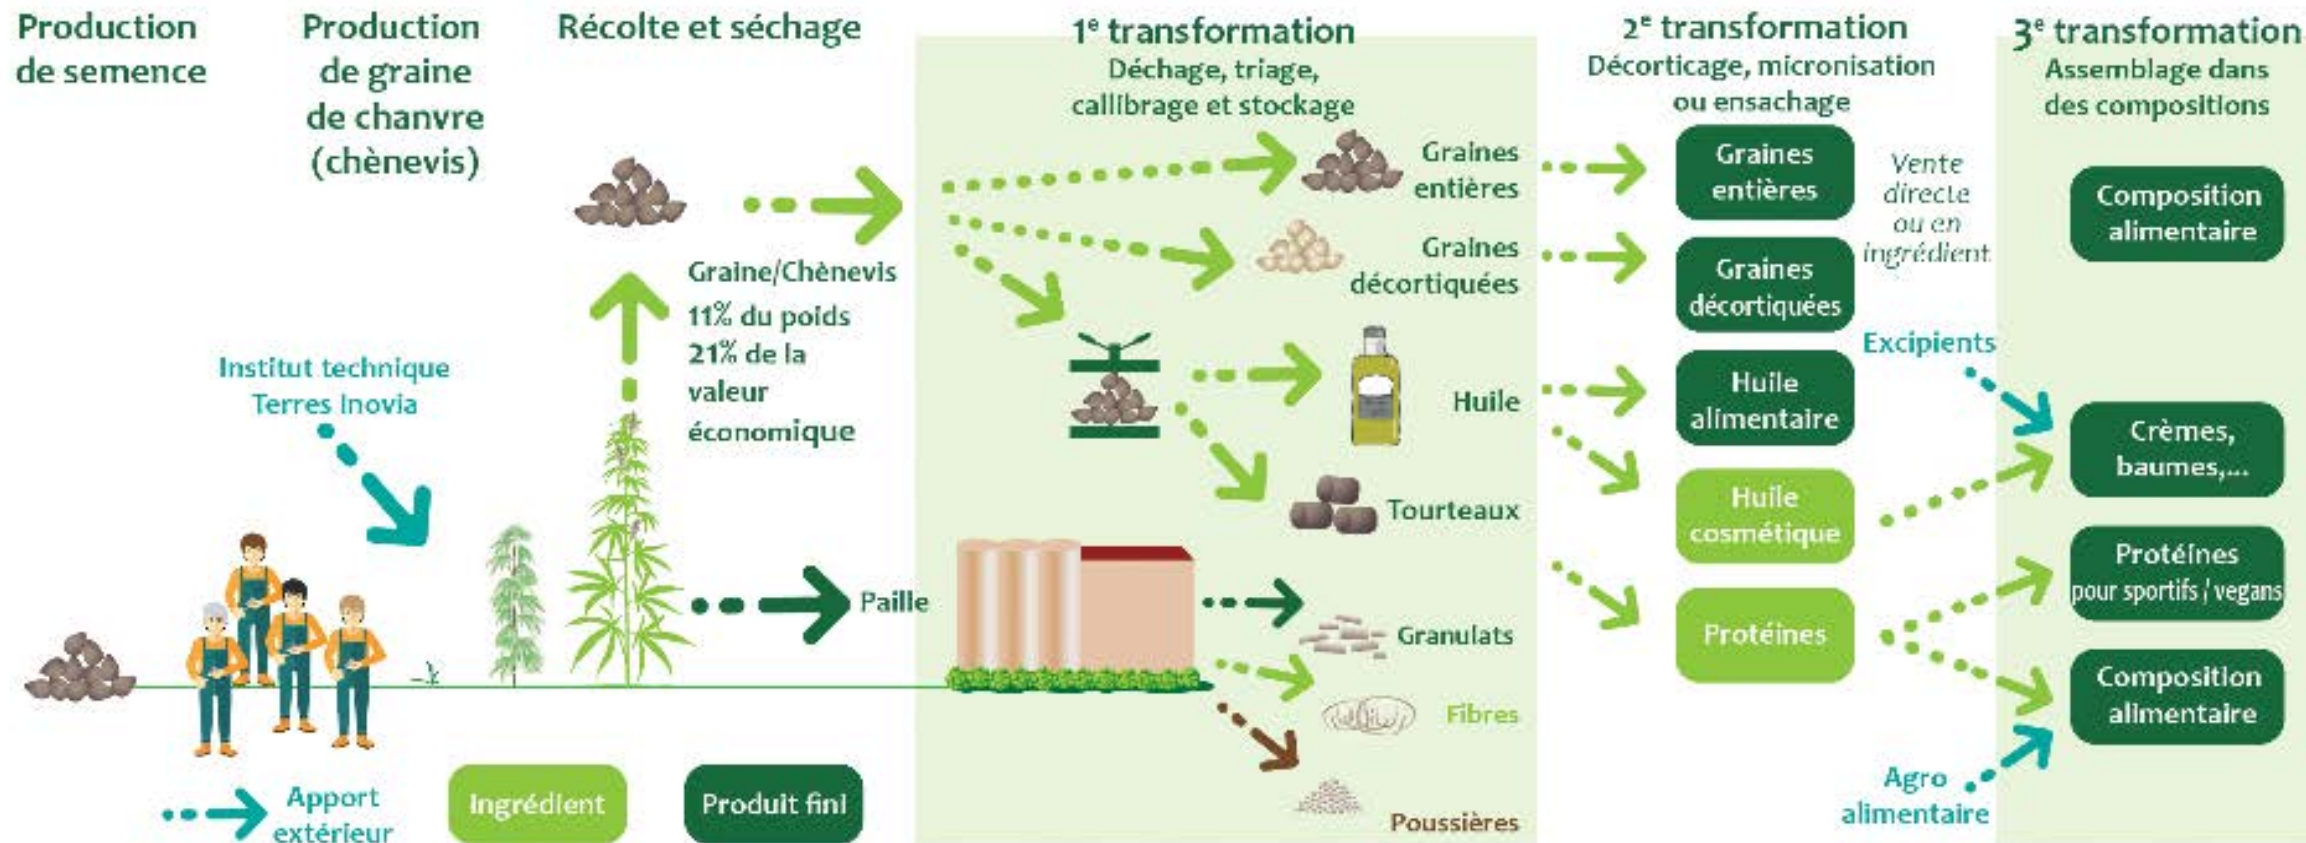 Production
de semence
Production
de graine
de chanvre
(chènevis)
Récolte et séchage
1e transformation
Déchage, triage,
callibrage et stockage
2e transformation
Décorticage, micronisation
ou ensachage
3e transformation
Assemblage dans
des compositions
Graine/Chènevis
11% du poids
21% de la
valeur
économique
Institut technique
Terres Inovia
Paille
Graines
entières
Graines
décortiquées
Huile
Tourteaux
Granulats
Fibres
Poussières
Graines
entières
Graines
décortiquées
Huile
alimentaire
Huile
cosmétique
Protéines
Vente
directe
ou en
ingrédient
Excipients
Agro
alimentaire
Composition
alimentaire
Crèmes,
baumes,...
Protéines
pour sportifs / vegans
Composition
alimentaire
Apport
extérieur
Ingrédient
Produit fini